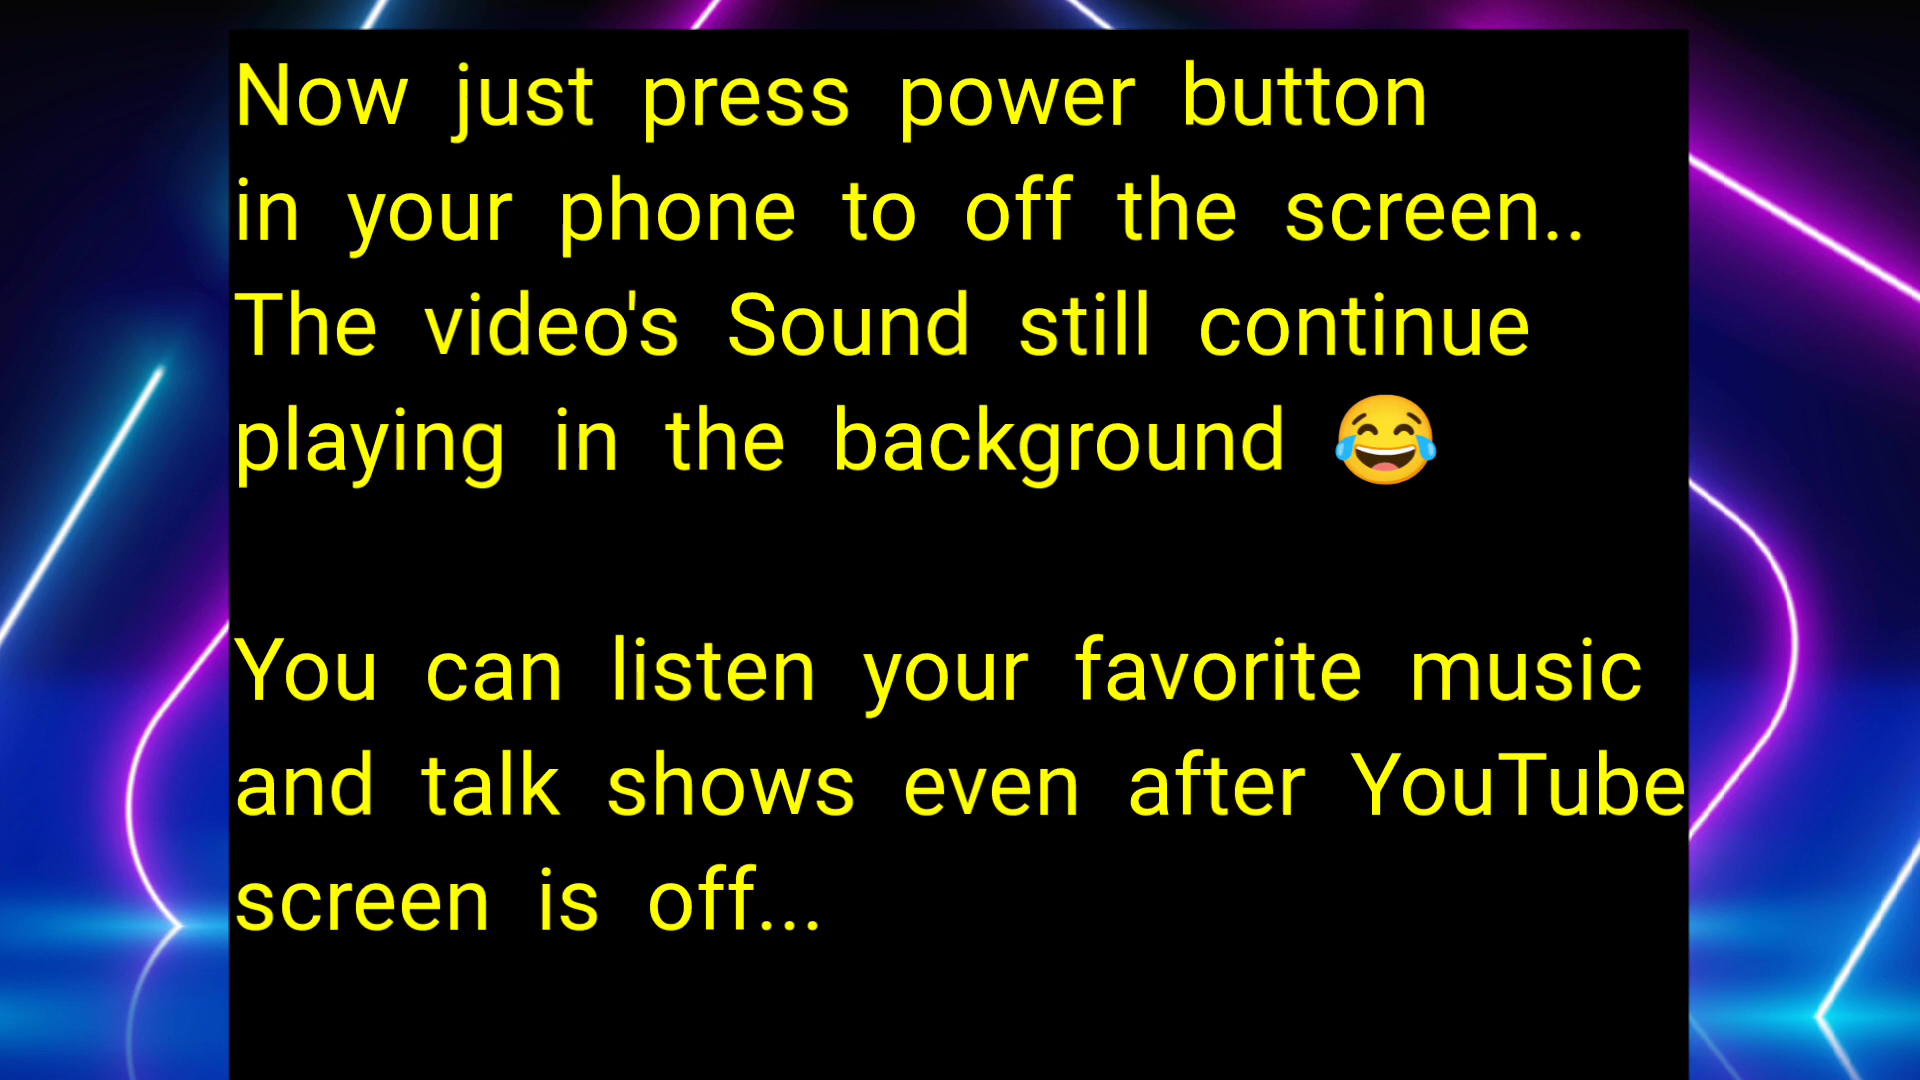 Now just press power button
in your phone to off the screen..
The video's Sound still continue
playing in the background 😂
You can listen your favorite music
and talk shows even after YouTube
screen is off...